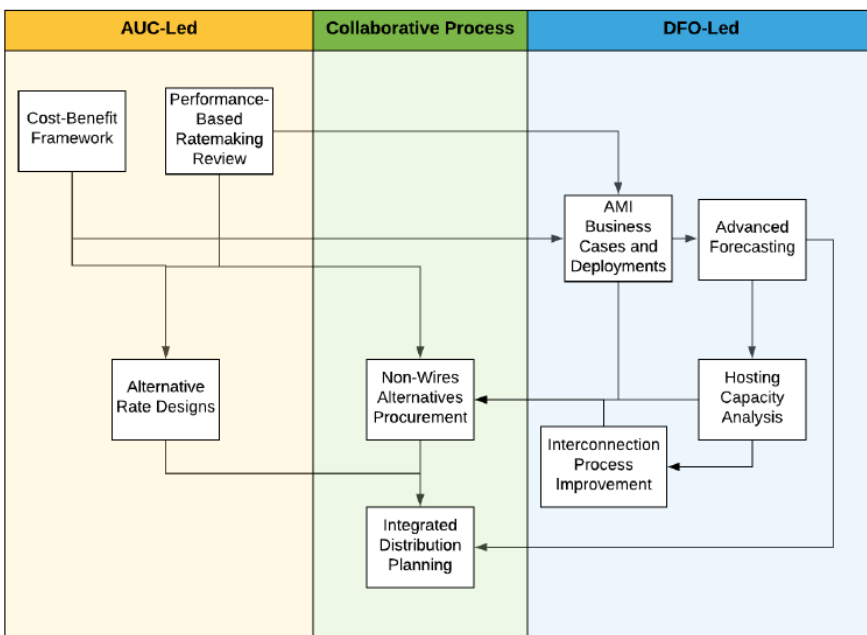 AUC-Led
Collaborative Process
DFO-Led
Cost-Benefit
Framework
Performance-
Based
Ratemaking
Review
AMI
Business
Cases and
Deployments
Advanced
Forecasting
Alternative
Rate Designs
Non-Wires
Alternatives
Procurement
Hosting
Capacity
Analysis
Interconnection
Process
Improvement
Integrated
Distribution
Planning